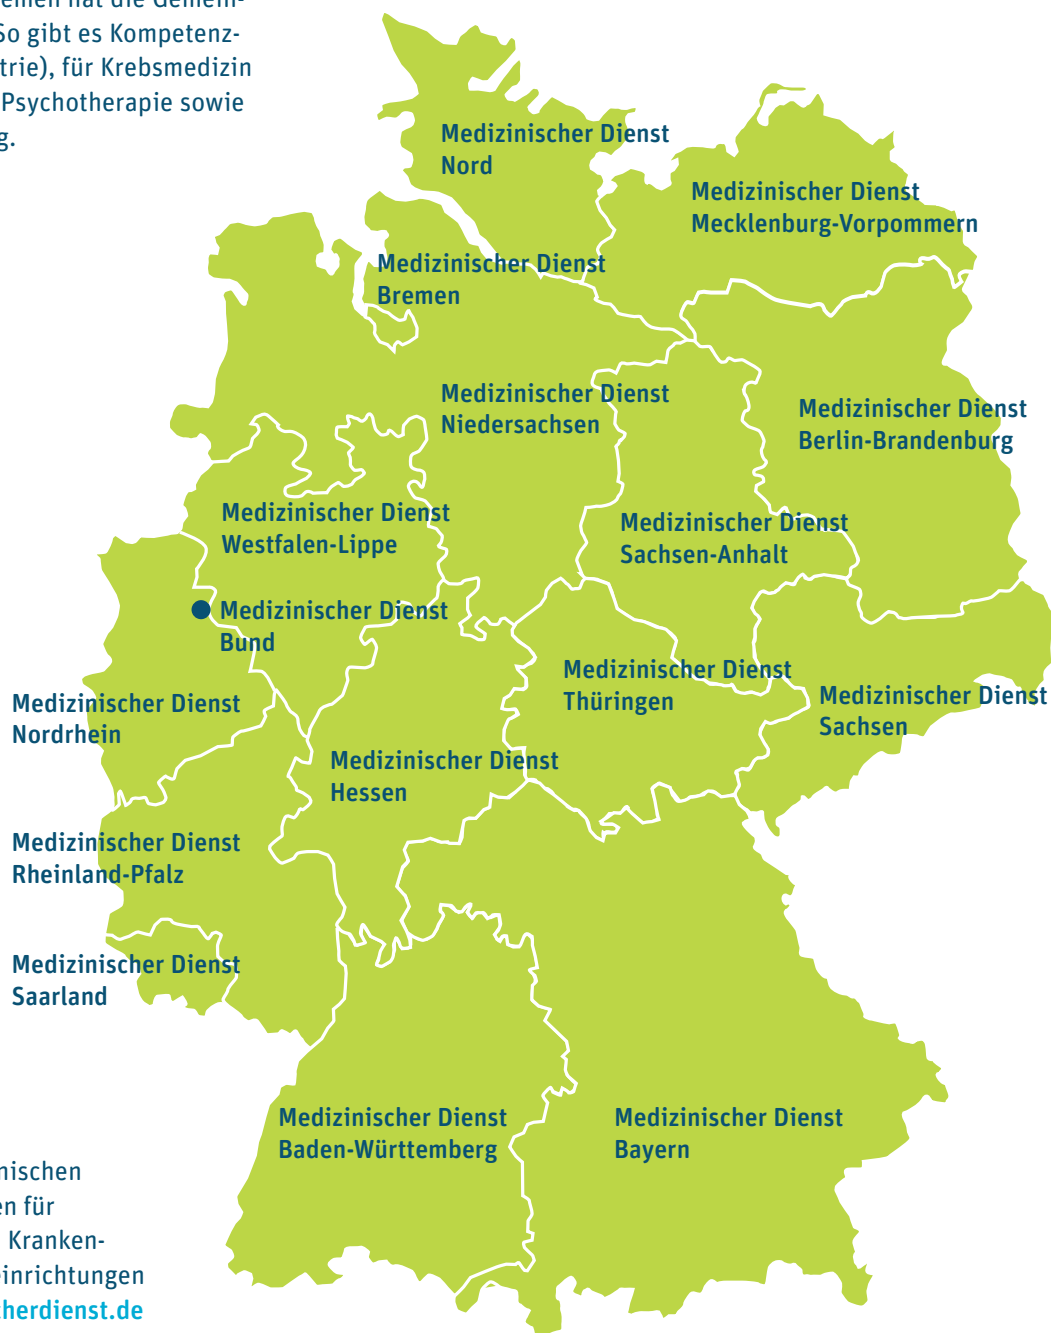 So gibt es Kompetenz-
für Krebsmedizin
Psychotherapie sowie
Medizinischer Dienst
Nord
Medizinischer Dienst
Mecklenburg-Vorpommern
Medizinischer Dienst
Bremen
Medizinischer Dienst
Niedersachsen
Medizinischer Dienst
Berlin-Brandenburg
Medizinischer Dienst
Westfalen-Lippe
Medizinischer Dienst
Sachsen-Anhalt
Medizinischer Dienst
Bund
Medizinischer Dienst
Thüringen
Medizinischer Dienst
Sachsen
Medizinischer Dienst
Nordrhein
Medizinischer Dienst
Hessen
Medizinischer Dienst
Rheinland-Pfalz
Medizinischer Dienst
Saarland
Medizinischer Dienst
Baden-Württemberg
Medizinischer Dienst
Bayern
nischen
en für
Kranken-
einrichtungen
cherdienst.de